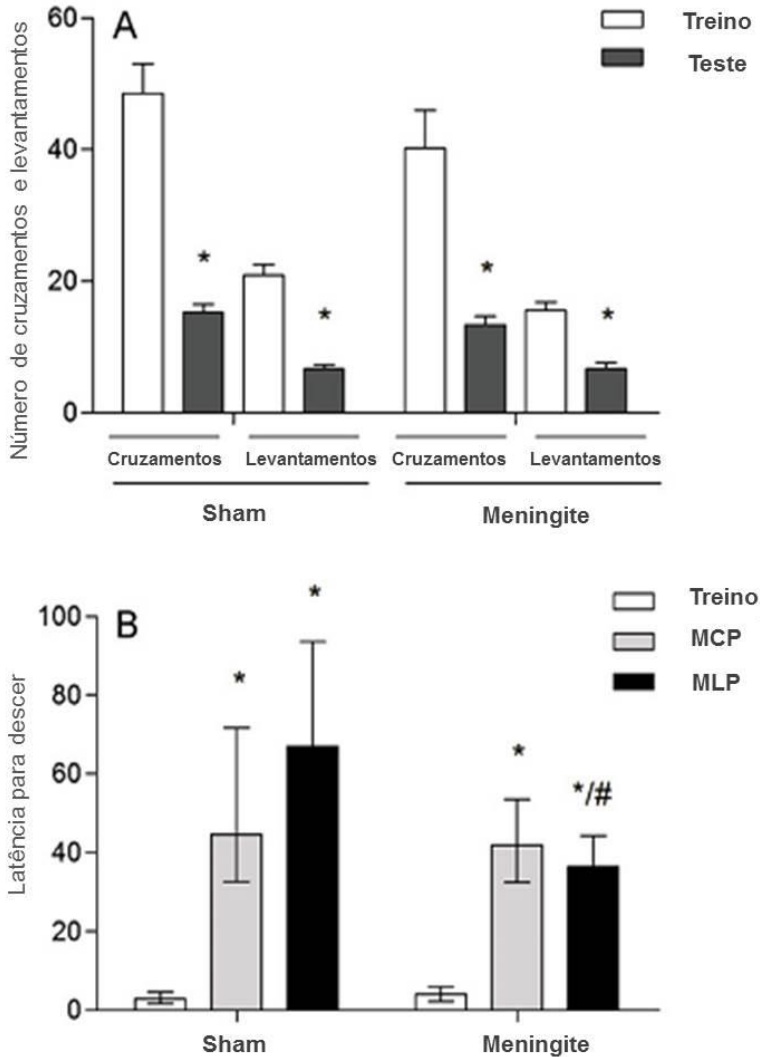 A
Treino
Teste
Número de cruzamentos e levantamentos
60
40
20
0
*
*
*
*
Cruzamentos Levantamentos Cruzamentos Levantamentos
Sham Meningite
B
Treino
MCP
MLP
Latência para descer
100
80
60
40
20
0
*
*
*
*/#
Sham Meningite